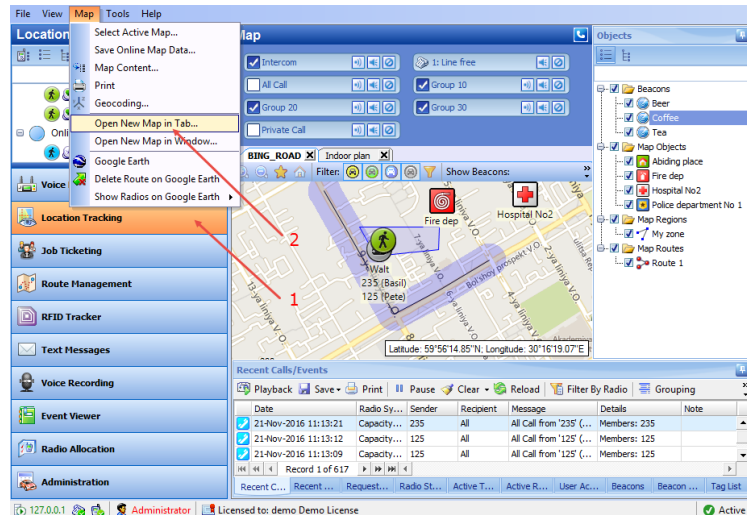 File View Map Tools Help
Select Active Map...
Save Online Map Data...
Map Content...
Print
Geocoding...
Open New Map in Tab...
Open New Map in Window...
Google Earth
Delete Route on Google Earth
Show Radios on Google Earth
Map
Intercom
1: Line free
All Call
Group 10
Group 20
Group 30
Private Call
BING_ROAD X Indoor plan X
Filter: Show Beacons:
Location Tracking
Job Ticketing
Route Management
RFID Tracker
Text Messages
Voice Recording
Event Viewer
Radio Allocation
Administration
1
2
Fire dep
Hospital No2
Walt
235 (Basil)
125 (Pete)
Bol'shoy prospekt V.O.
Latitude: 59°56'14.85"N; Longitude: 30°16'19.07"E
Objects
Beacons
Beer
Coffee
Tea
Map Objects
Abiding place
Fire dep
Hospital No2
Police department No 1
Map Regions
My zone
Map Routes
Route 1
Recent Calls/Events
Playback Save Print Pause Clear Reload Filter By Radio Grouping
Date Radio Sy... Sender Recipient Message Details Note
21-Nov-2016 11:13:21 Capacity... 235 All All Call from '235' (... Members: 235
21-Nov-2016 11:13:12 Capacity... 125 All All Call from '125' (... Members: 125
21-Nov-2016 11:13:09 Capacity... 125 All All Call from '125' (... Members: 125
Record 1 of 617
Recent C... Recent ... Request... Radio St... Active T... Active R... User Ac... Beacons Beacon ... Tag List
127.0.0.1 Administrator Licensed to: demo Demo License Active